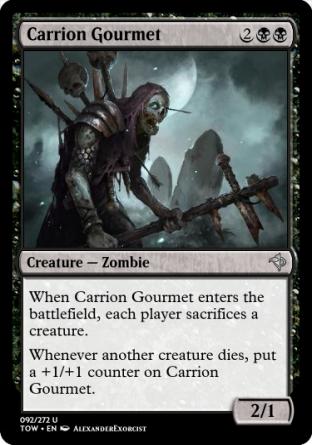 Carrion Gourmet 2
Creature — Zombie
When Carrion Gourmet enters the
battlefield, each player sacrifices a
creature.
Whenever another creature dies, put
a +1/+1 counter on Carrion
Gourmet.
2/1
092/272 U
TOW • EN AlexanderExorcist